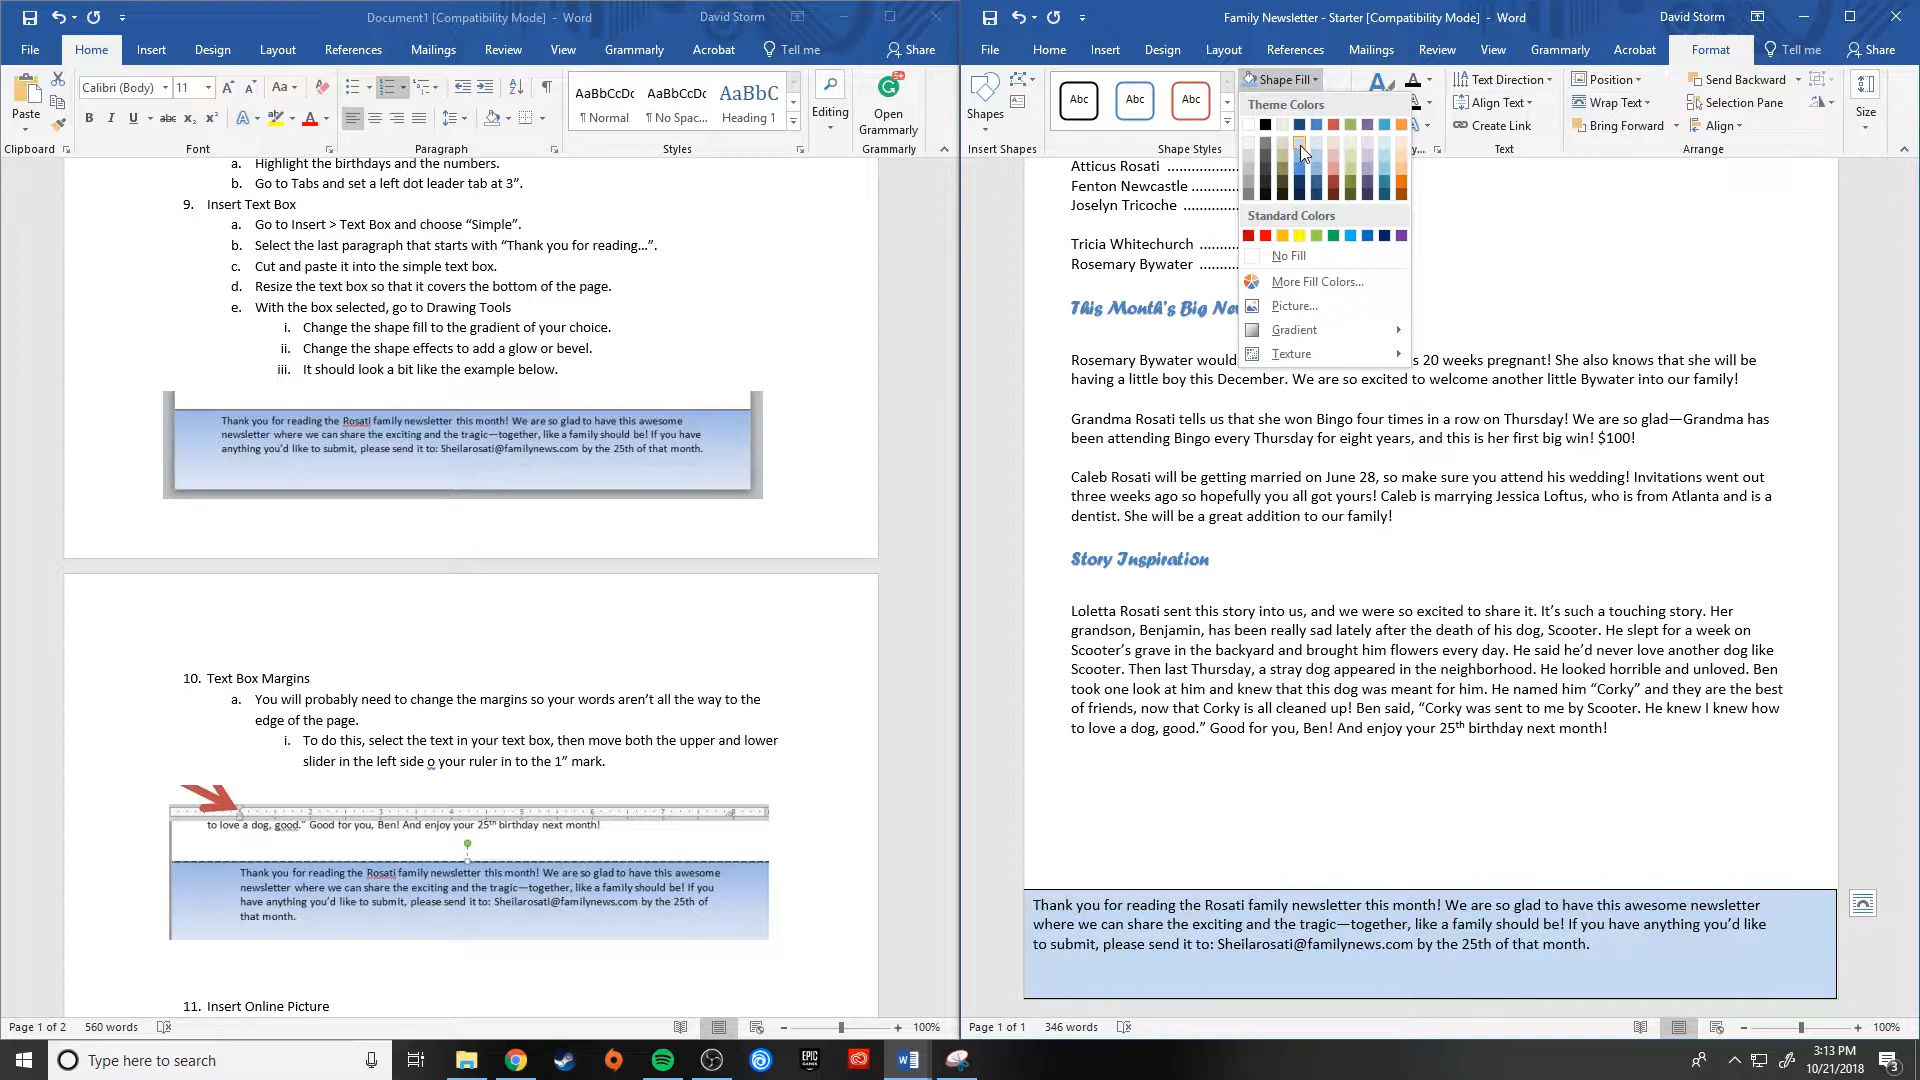 Document1 [Compatibility Mode] - Word
David Storm
File Home Insert Design Layout References Mailings Review View Grammarly Acrobat Tell me Share
Paste
Calibri (Body) 11
Aa
B I U abc x₂ x² A
AaBbCcDc AaBbCcDc AaBbC
¶ Normal ¶ No Spac... Heading 1
Editing
Open
Grammarly
Clipboard Font Paragraph Styles Grammarly
a. Highlight the birthdays and the numbers.
b. Go to Tabs and set a left dot leader tab at 3”.
9. Insert Text Box
a. Go to Insert > Text Box and choose “Simple”.
b. Select the last paragraph that starts with “Thank you for reading…”.
c. Cut and paste it into the simple text box.
d. Resize the text box so that it covers the bottom of the page.
e. With the box selected, go to Drawing Tools
i. Change the shape fill to the gradient of your choice.
ii. Change the shape effects to add a glow or bevel.
iii. It should look a bit like the example below.
Thank you for reading the Rosati family newsletter this month! We are so glad to have this awesome
newsletter where we can share the exciting and the tragic—together, like a family should be! If you have
anything you’d like to submit, please send it to: Sheilarosati@familynews.com by the 25th of that month.
10. Text Box Margins
a. You will probably need to change the margins so your words aren’t all the way to the
edge of the page.
i. To do this, select the text in your text box, then move both the upper and lower
slider in the left side o your ruler in to the 1” mark.
to love a dog, good.” Good for you, Ben! And enjoy your 25th birthday next month!
Thank you for reading the Rosati family newsletter this month! We are so glad to have this awesome
newsletter where we can share the exciting and the tragic—together, like a family should be! If you
have anything you’d like to submit, please send it to: Sheilarosati@familynews.com by the 25th of
that month.
11. Insert Online Picture
Page 1 of 2 560 words
100%
Family Newsletter - Starter [Compatibility Mode] - Word
David Storm
File Home Insert Design Layout References Mailings Review View Grammarly Acrobat Format Tell me Share
Shapes
Abc Abc Abc
Shape Fill
Text Direction
Align Text
Create Link
Position
Wrap Text
Bring Forward
Send Backward
Selection Pane
Align
Size
Insert Shapes Shape Styles Text Arrange
Theme Colors
Standard Colors
No Fill
More Fill Colors...
Picture...
Gradient
Texture
Atticus Rosati
Fenton Newcastle
Joselyn Tricoche
Tricia Whitechurch
Rosemary Bywater
This Month’s Big
Rosemary Bywater would
20 weeks pregnant! She also knows that she will be
having a little boy this December. We are so excited to welcome another little Bywater into our family!
Grandma Rosati tells us that she won Bingo four times in a row on Thursday! We are so glad—Grandma has
been attending Bingo every Thursday for eight years, and this is her first big win! $100!
Caleb Rosati will be getting married on June 28, so make sure you attend his wedding! Invitations went out
three weeks ago so hopefully you all got yours! Caleb is marrying Jessica Loftus, who is from Atlanta and is a
dentist. She will be a great addition to our family!
Story Inspiration
Loletta Rosati sent this story into us, and we were so excited to share it. It’s such a touching story. Her
grandson, Benjamin, has been really sad lately after the death of his dog, Scooter. He slept for a week on
Scooter’s grave in the backyard and brought him flowers every day. He said he’d never love another dog like
Scooter. Then last Thursday, a stray dog appeared in the neighborhood. He looked horrible and unloved. Ben
took one look at him and knew that this dog was meant for him. He named him “Corky” and they are the best
of friends, now that Corky is all cleaned up! Ben said, “Corky was sent to me by Scooter. He knew I knew how
to love a dog, good.” Good for you, Ben! And enjoy your 25th birthday next month!
Thank you for reading the Rosati family newsletter this month! We are so glad to have this awesome newsletter
where we can share the exciting and the tragic—together, like a family should be! If you have anything you’d like
to submit, please send it to: Sheilarosati@familynews.com by the 25th of that month.
Page 1 of 1 346 words
100%
Type here to search
EPIC
GAMES
3:13 PM
10/21/2018
3